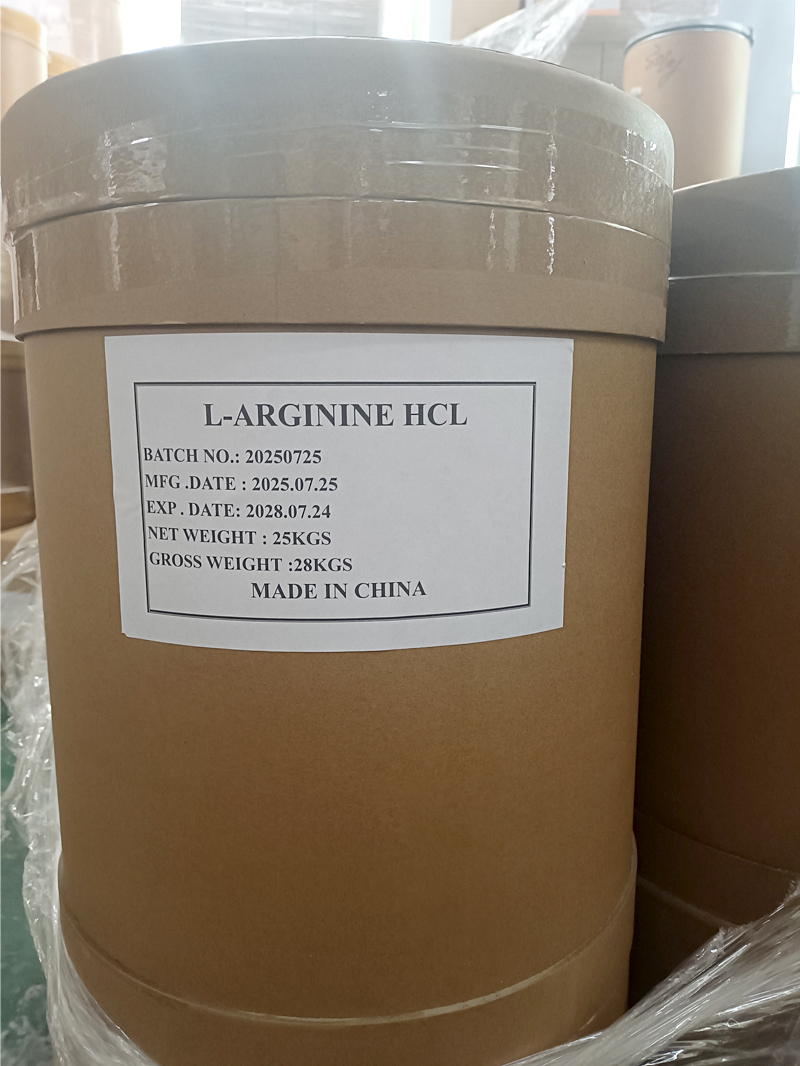 L-ARGININE HCL
BATCH NO.: 20250725
MFG .DATE : 2025.07.25
EXP . DATE: 2028.07.24
NET WEIGHT : 25KGS
GROSS WEIGHT :28KGS
MADE IN CHINA